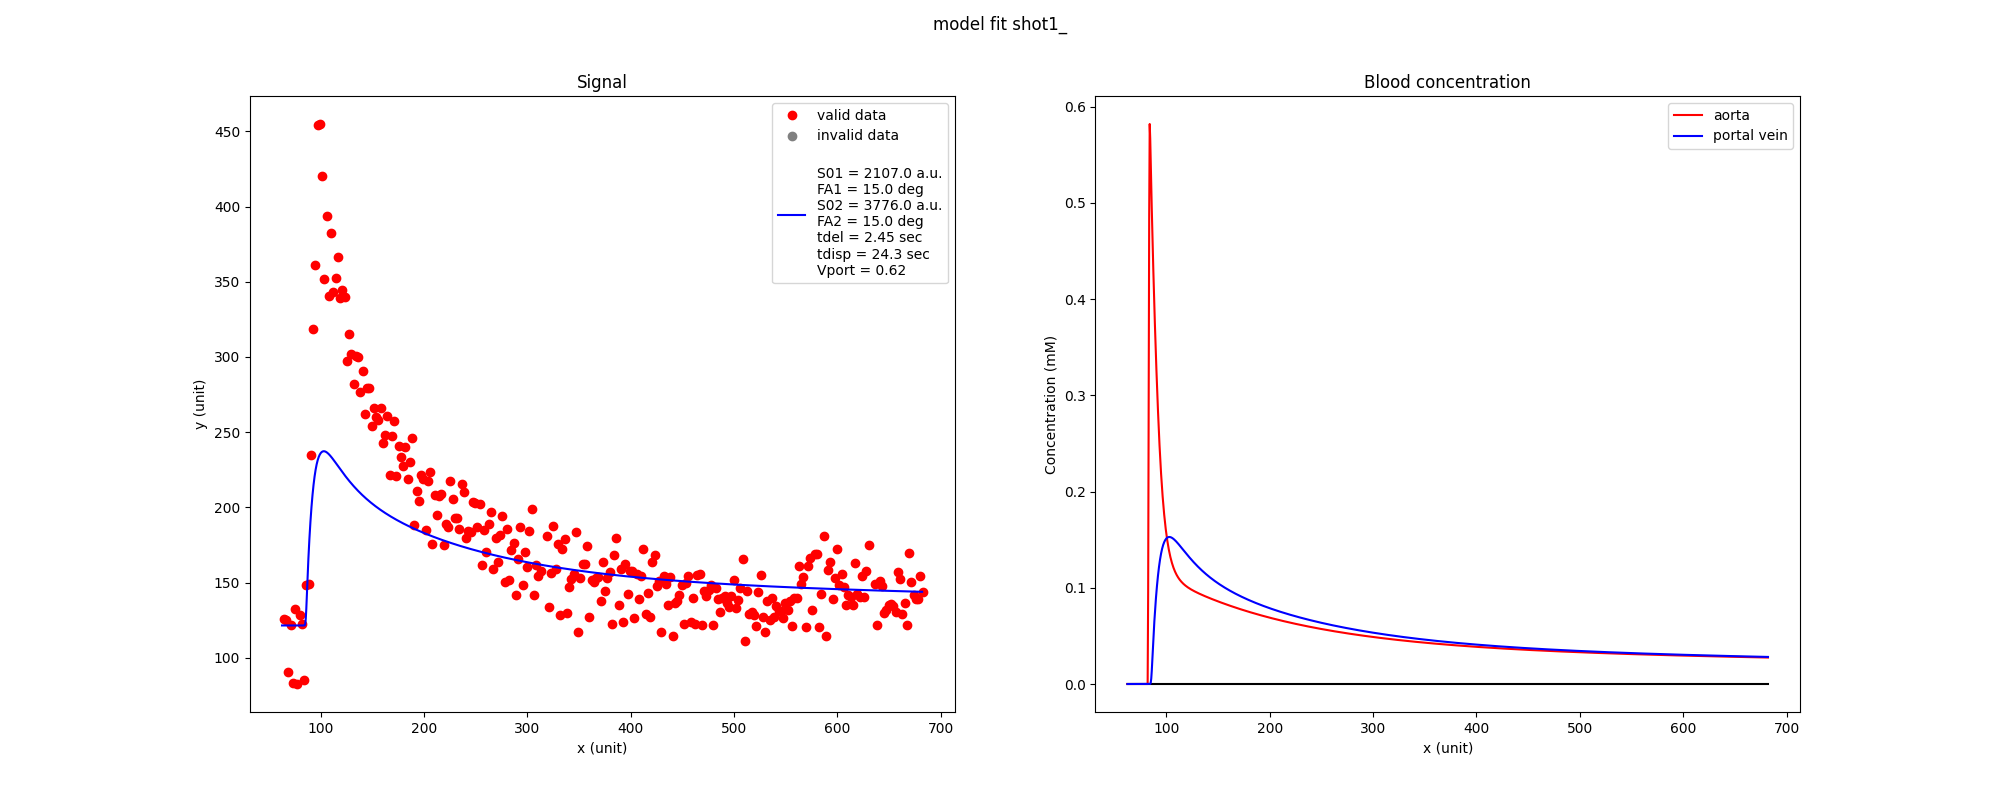 model fit shot1_
Signal
y (unit)
450
400
350
300
250
200
150
100
100 200 300 400 500 600 700
x (unit)
valid data
invalid data
S01 = 2107.0 a.u.
FA1 = 15.0 deg
S02 = 3776.0 a.u.
FA2 = 15.0 deg
tdel = 2.45 sec
tdisp = 24.3 sec
Vport = 0.62
Blood concentration
Concentration (mM)
0.6
0.5
0.4
0.3
0.2
0.1
0.0
100 200 300 400 500 600 700
x (unit)
aorta
portal vein